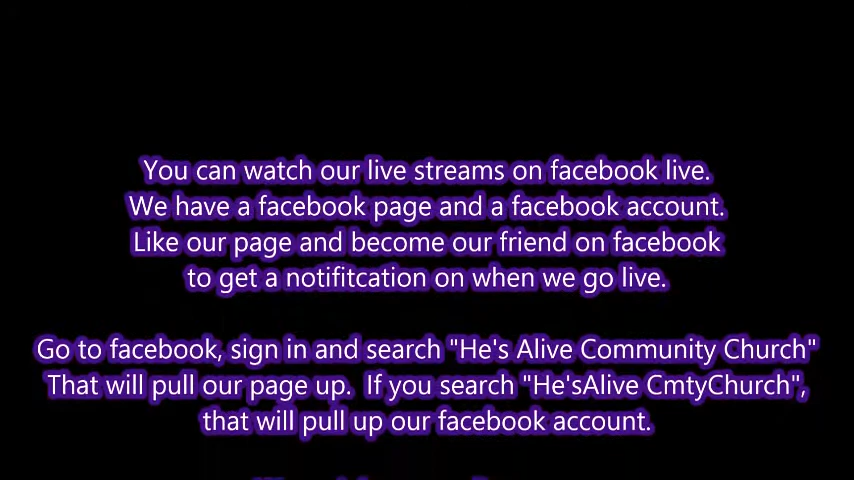 You can watch our live streams on facebook live.
We have a facebook page and a facebook account.
Like our page and become our friend on facebook
to get a notifitcation on when we go live.
Go to facebook, sign in and search "He's Alive Community Church"
That will pull our page up.  If you search "He'sAlive CmtyChurch",
that will pull up our facebook account.